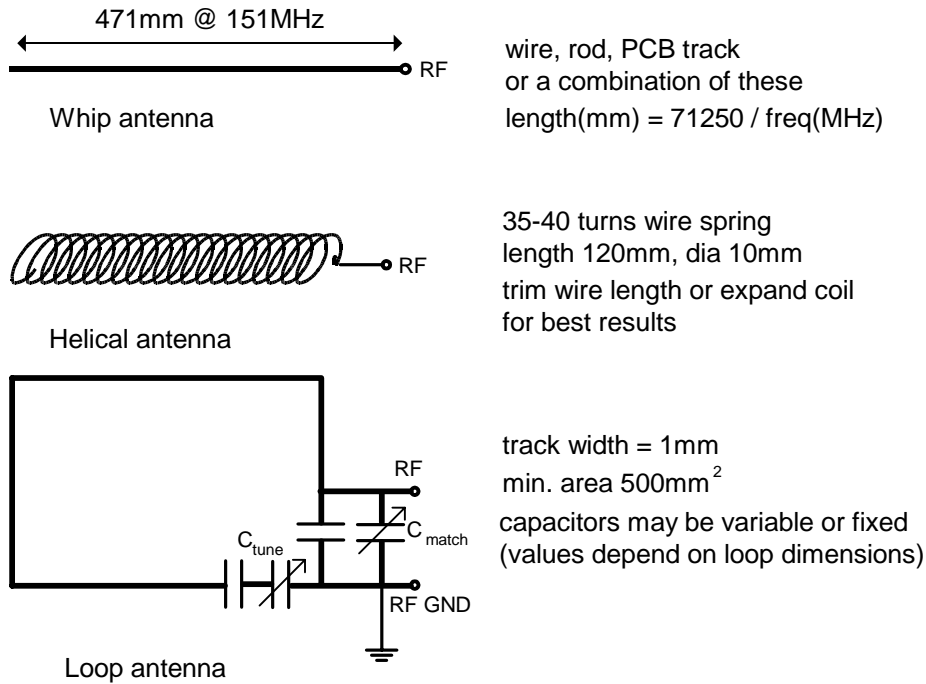 471mm @ 151MHz
RF
Whip antenna
wire, rod, PCB track
or a combination of these
length(mm) = 71250 / freq(MHz)
RF
Helical antenna
35-40 turns wire spring
length 120mm, dia 10mm
trim wire length or expand coil
for best results
RF
C match
C tune
RF GND
Loop antenna
track width = 1mm
min. area 500mm²
capacitors may be variable or fixed
(values depend on loop dimensions)